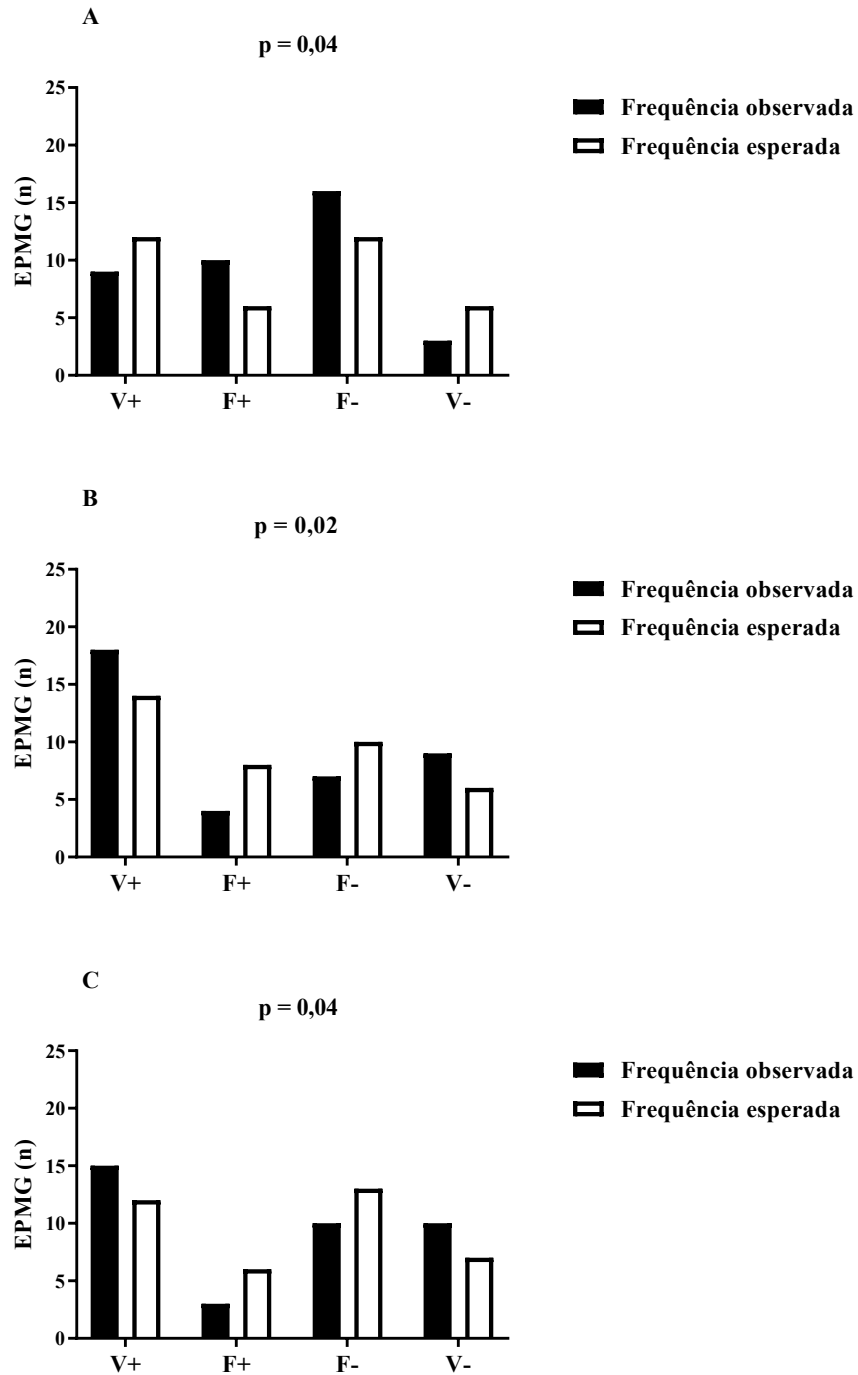 A
p = 0,04
25
20
15
10
5
0
EPMG (n)
V+ F+ F- V-
Frequência observada
Frequência esperada
B
p = 0,02
25
20
15
10
5
0
EPMG (n)
V+ F+ F- V-
Frequência observada
Frequência esperada
C
p = 0,04
25
20
15
10
5
0
EPMG (n)
V+ F+ F- V-
Frequência observada
Frequência esperada